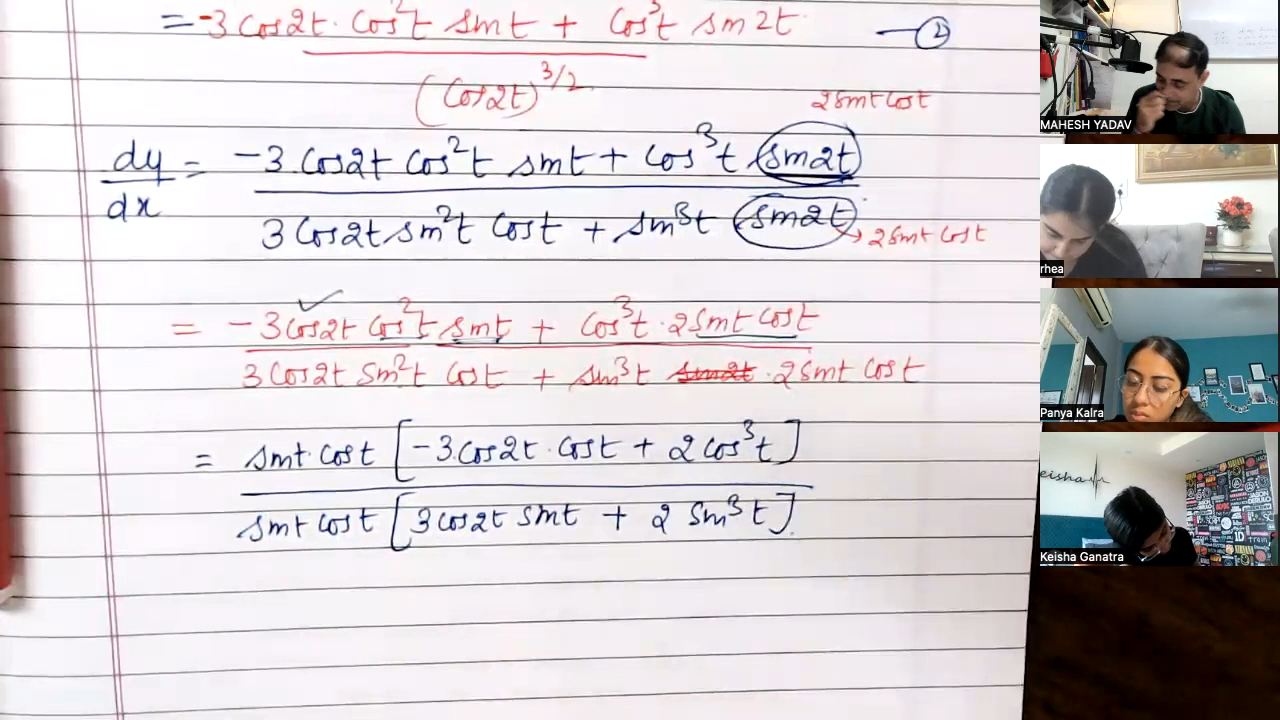 = -3 cos2t · cos²t sint + cos³t sin2t — ②
(cos2t)^3/2
2sint cost
dy/dx = -3 cos2t cos²t sint + cos³t sin2t
3 cos2t sin²t cost + sin³t sin2t → 2sint cost
= -3 cos2t cos²t sint + cos³t · 2sint cost
3 cos2t sin²t cost + sin³t sin2t · 2sint cost
= sint · cost [-3 cos2t · cost + 2cos³t]
sint cost [3 cos2t sint + 2 sin³t]
MAHESH YADAV
rhea
Panya Kalra
eisha
Keisha Ganatra